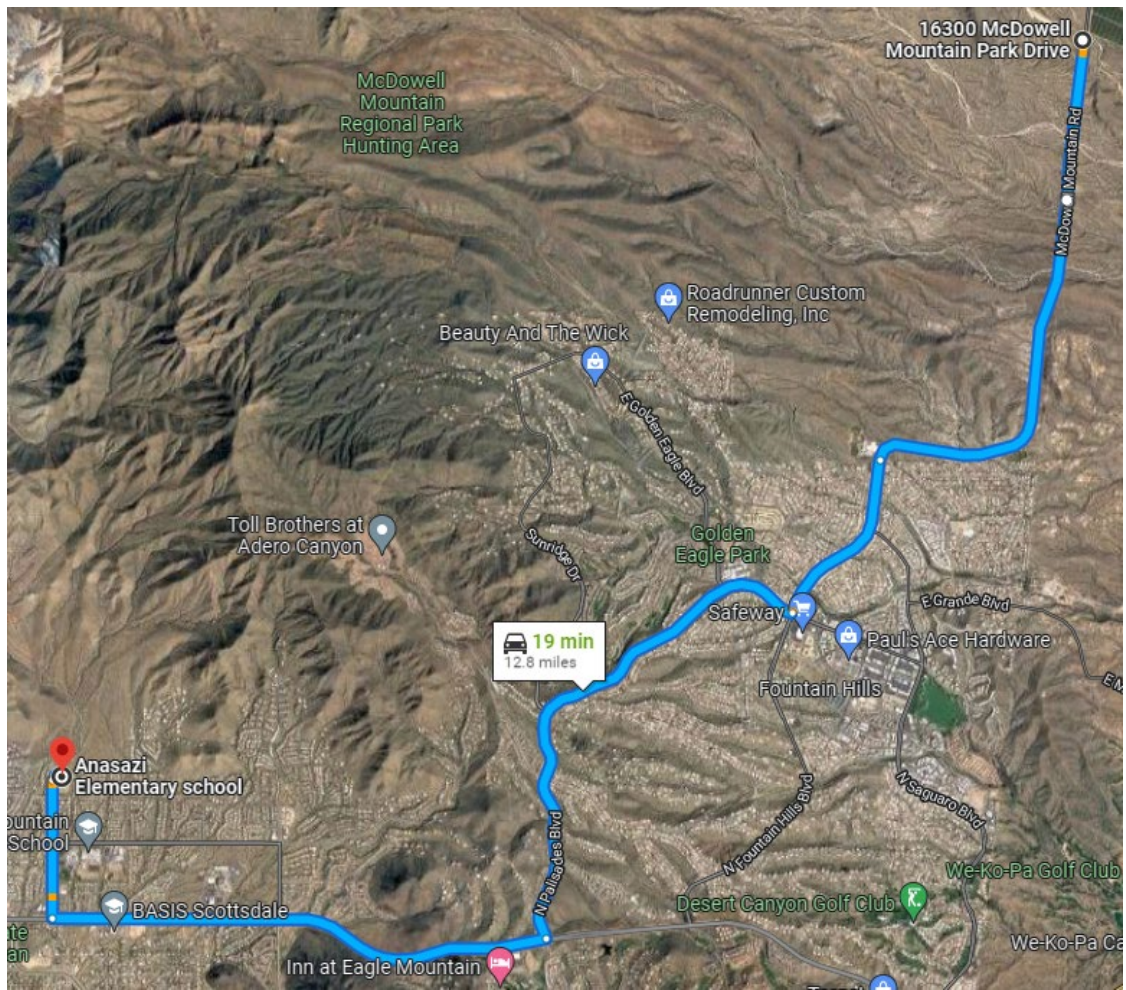 16300 McDowell
Mountain Park Drive
McDowell
Mountain
Regional Park
Hunting Area
McDow Mountain Rd
Roadrunner Custom
Remodeling, Inc
Beauty And The Wick
E Golden Eagle Blvd
Toll Brothers at
Adero Canyon
Sunridge Dr
Golden
Eagle Park
Safeway
E Grande Blvd
Paul's Ace Hardware
19 min
12.8 miles
Fountain Hills
E M
Anasazi
Elementary school
ountain
School
N Palisades Blvd
N Fountain Hills Blvd
N Saguaro Blvd
We-Ko-Pa Golf Club
Desert Canyon Golf Club
BASIS Scottsdale
te
an
We-Ko-Pa Ca
Inn at Eagle Mountain